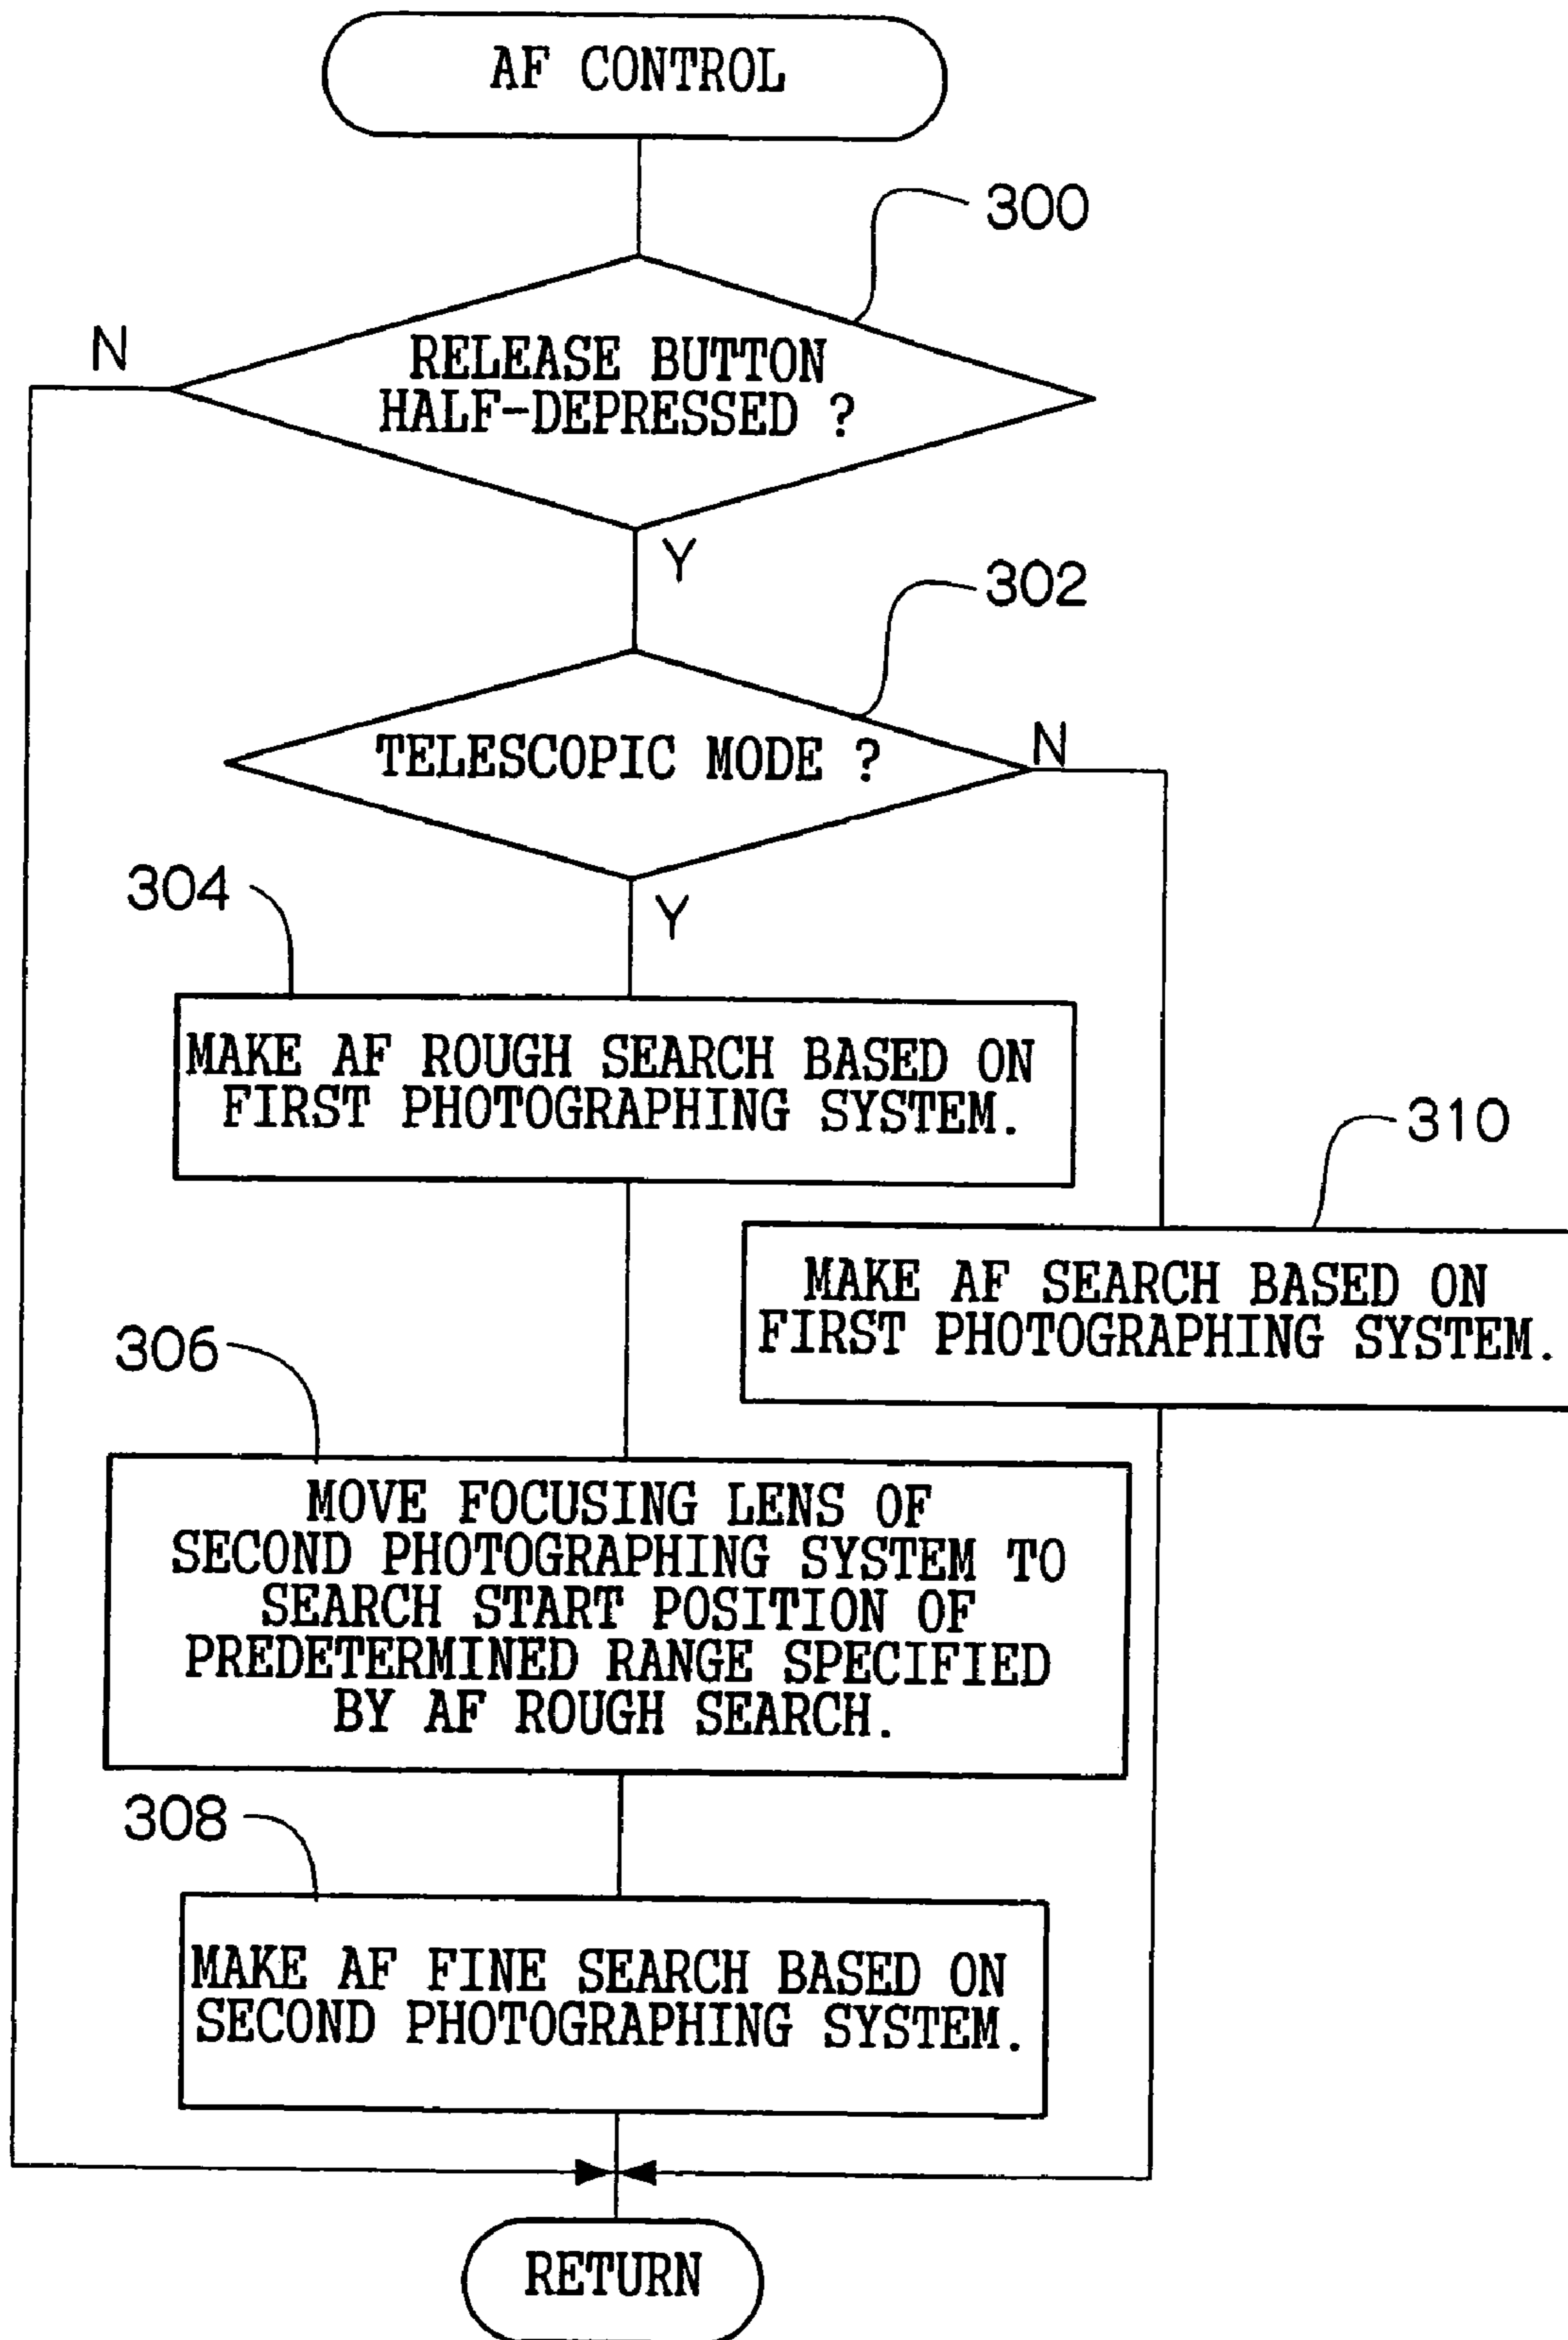 AF CONTROL
300
N
RELEASE BUTTON
HALF-DEPRESSED ?
Y
302
TELESCOPIC MODE ?
N
304
Y
MAKE AF ROUGH SEARCH BASED ON
FIRST PHOTOGRAPHING SYSTEM.
310
MAKE AF SEARCH BASED ON
FIRST PHOTOGRAPHING SYSTEM.
306
MOVE FOCUSING LENS OF
SECOND PHOTOGRAPHING SYSTEM TO
SEARCH START POSITION OF
PREDETERMINED RANGE SPECIFIED
BY AF ROUGH SEARCH.
308
MAKE AF FINE SEARCH BASED ON
SECOND PHOTOGRAPHING SYSTEM.
RETURN